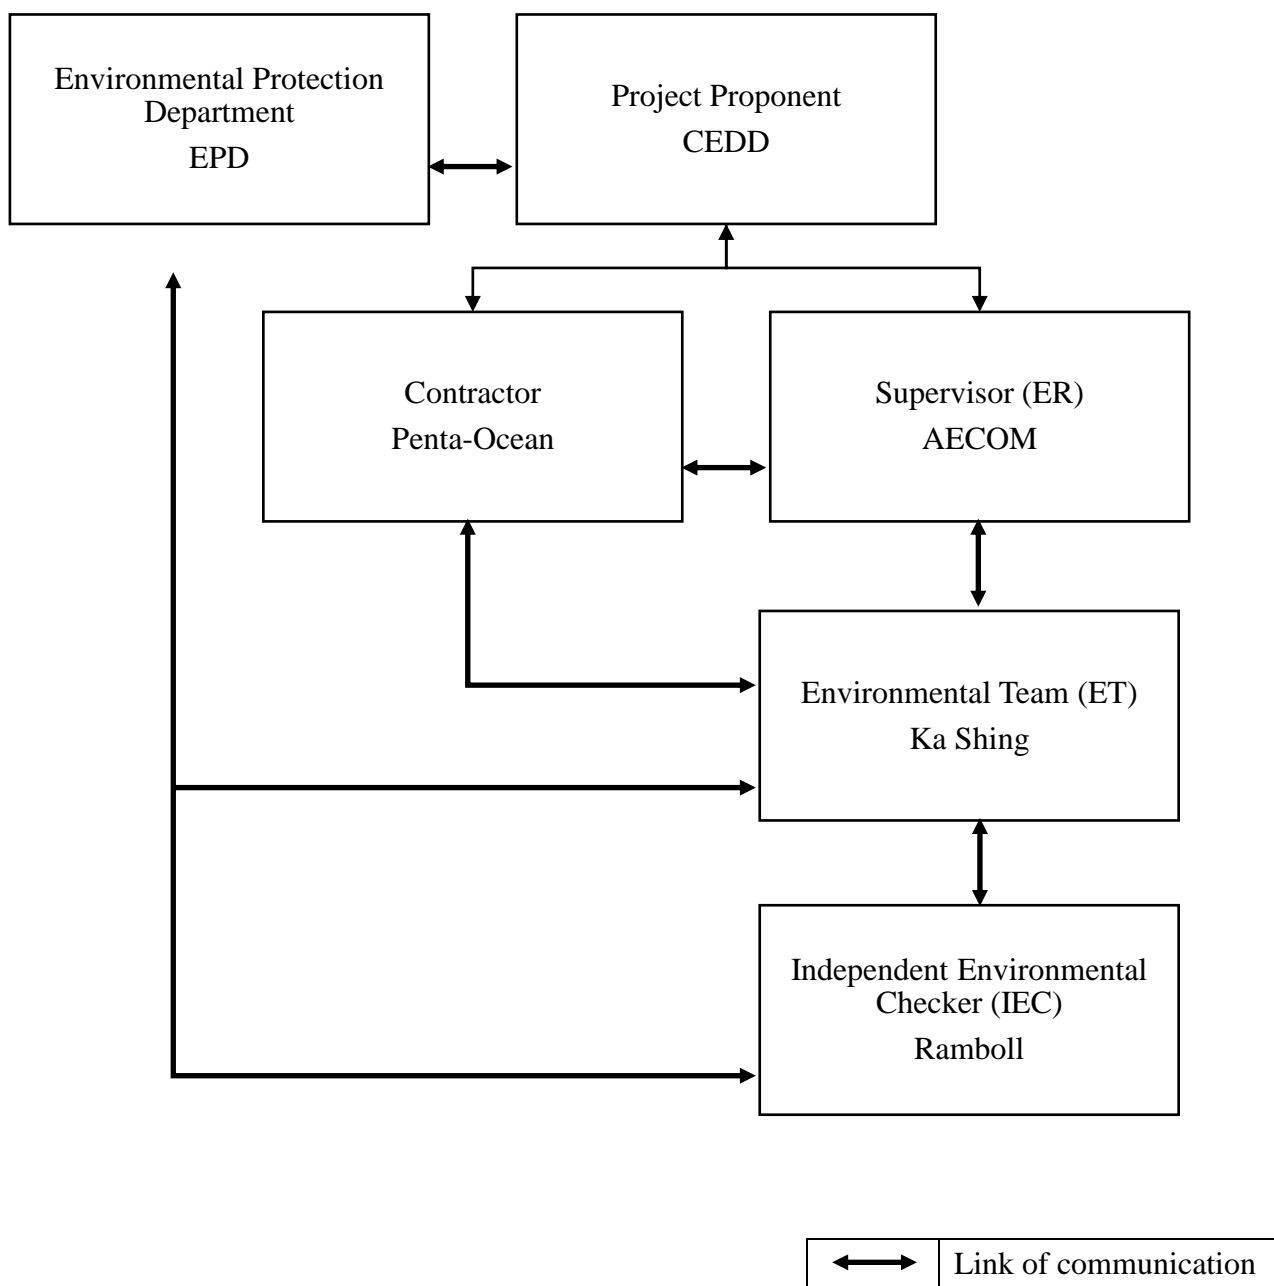 Environmental Protection
Department
EPD
Project Proponent
CEDD
Contractor
Penta-Ocean
Supervisor (ER)
AECOM
Environmental Team (ET)
Ka Shing
Independent Environmental
Checker (IEC)
Ramboll
Link of communication